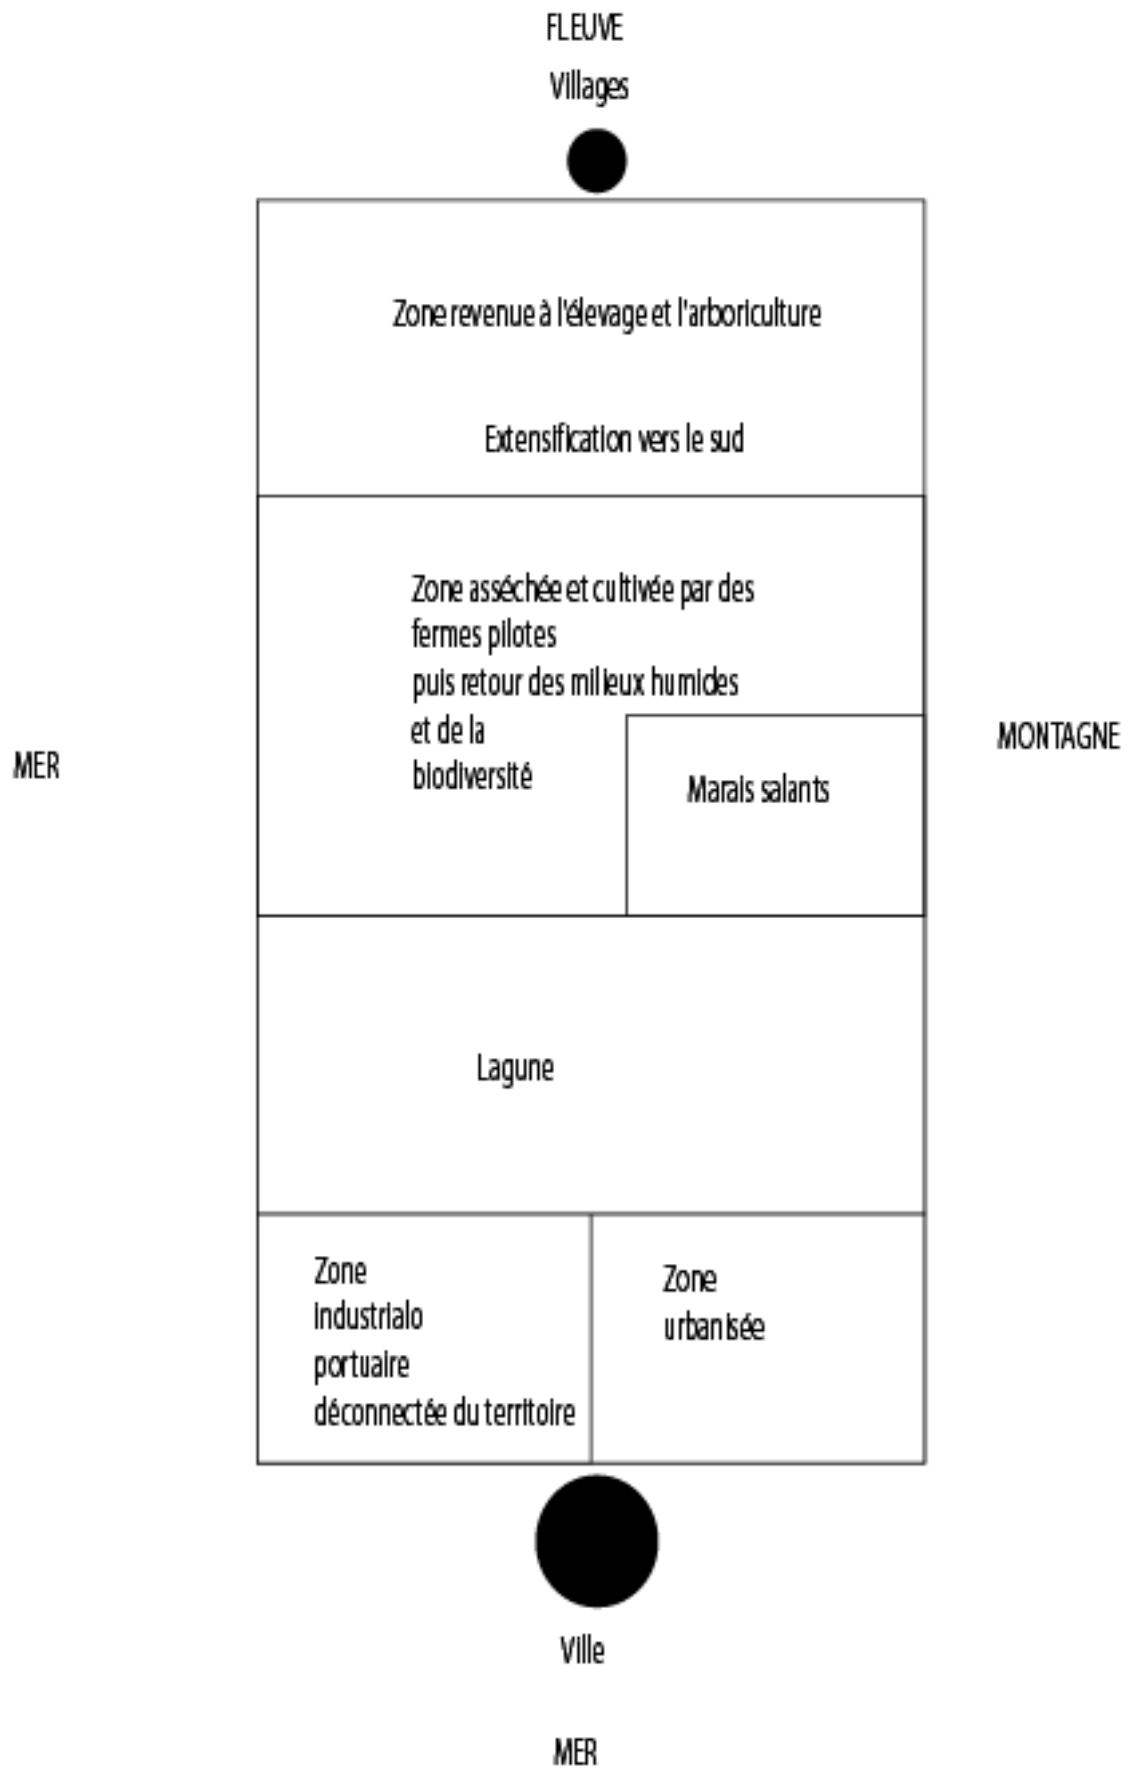 FLEUVE
Villages
Zone revenue à l'élevage et l'arboriculture
Extensification vers le sud
Zone asséchée et cultivée par des
fermes pilotes
puis retour des milieux humides
et de la
biodiversité
MER
MONTAGNE
Marais salants
Lagune
Zone
industrialo
portuaire
déconnectée du territoire
Zone
urbanisée
Ville
MER